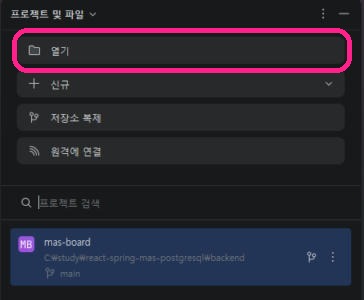 프로젝트 및 파일
열기
신규
저장소 복제
원격에 연결
프로젝트 검색
MB
mas-board
C:₩study₩react-spring-mas-postgresql₩backend
main